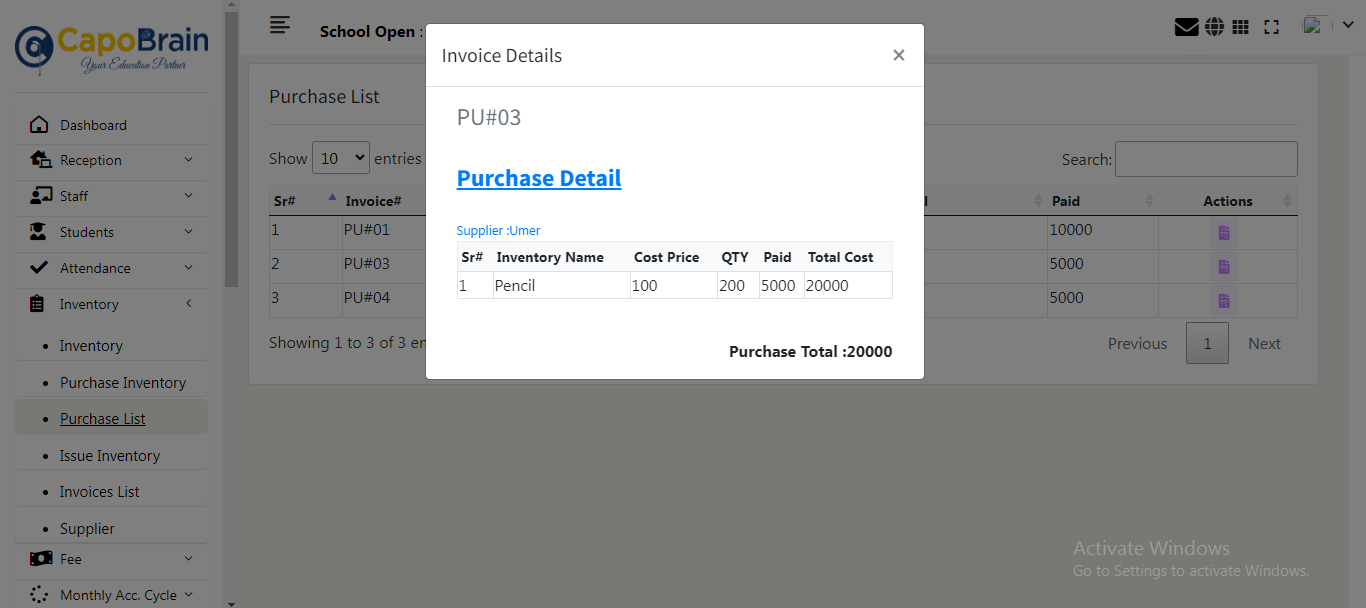 CapoBrain
Your Education Partner
Dashboard
Reception
Staff
Students
Attendance
Inventory
Inventory
Purchase Inventory
Purchase List
Issue Inventory
Invoices List
Supplier
Fee
Monthly Acc. Cycle
School Open :
Purchase List
Show 10 entries
Search:
Sr# Invoice# Paid Actions
1 PU#01 10000
2 PU#03 5000
3 PU#04 5000
Showing 1 to 3 of 3
Previous 1 Next
Invoice Details ×
PU#03
Purchase Detail
Supplier :Umer
Sr# Inventory Name Cost Price QTY Paid Total Cost
1 Pencil 100 200 5000 20000
Purchase Total :20000
Activate Windows
Go to Settings to activate Windows.